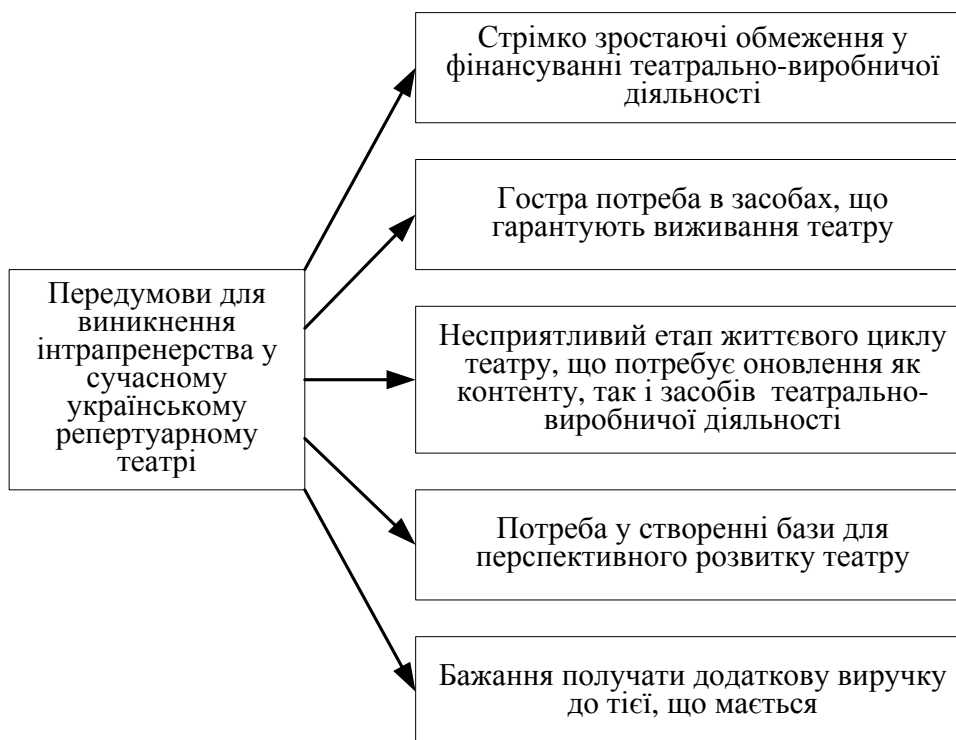 Передумови для
виникнення
інтрапренерства у
сучасному
українському
репертуарному
театрі
Стрімко зростаючі обмеження у
фінансуванні театрально-виробничої
діяльності
Гостра потреба в засобах, що
гарантують виживання театру
Несприятливий етап життєвого циклу
театру, що потребує оновлення як
контенту, так і засобів театрально-
виробничої діяльності
Потреба у створенні бази для
перспективного розвитку театру
Бажання получати додаткову виручку
до тієї, що мається